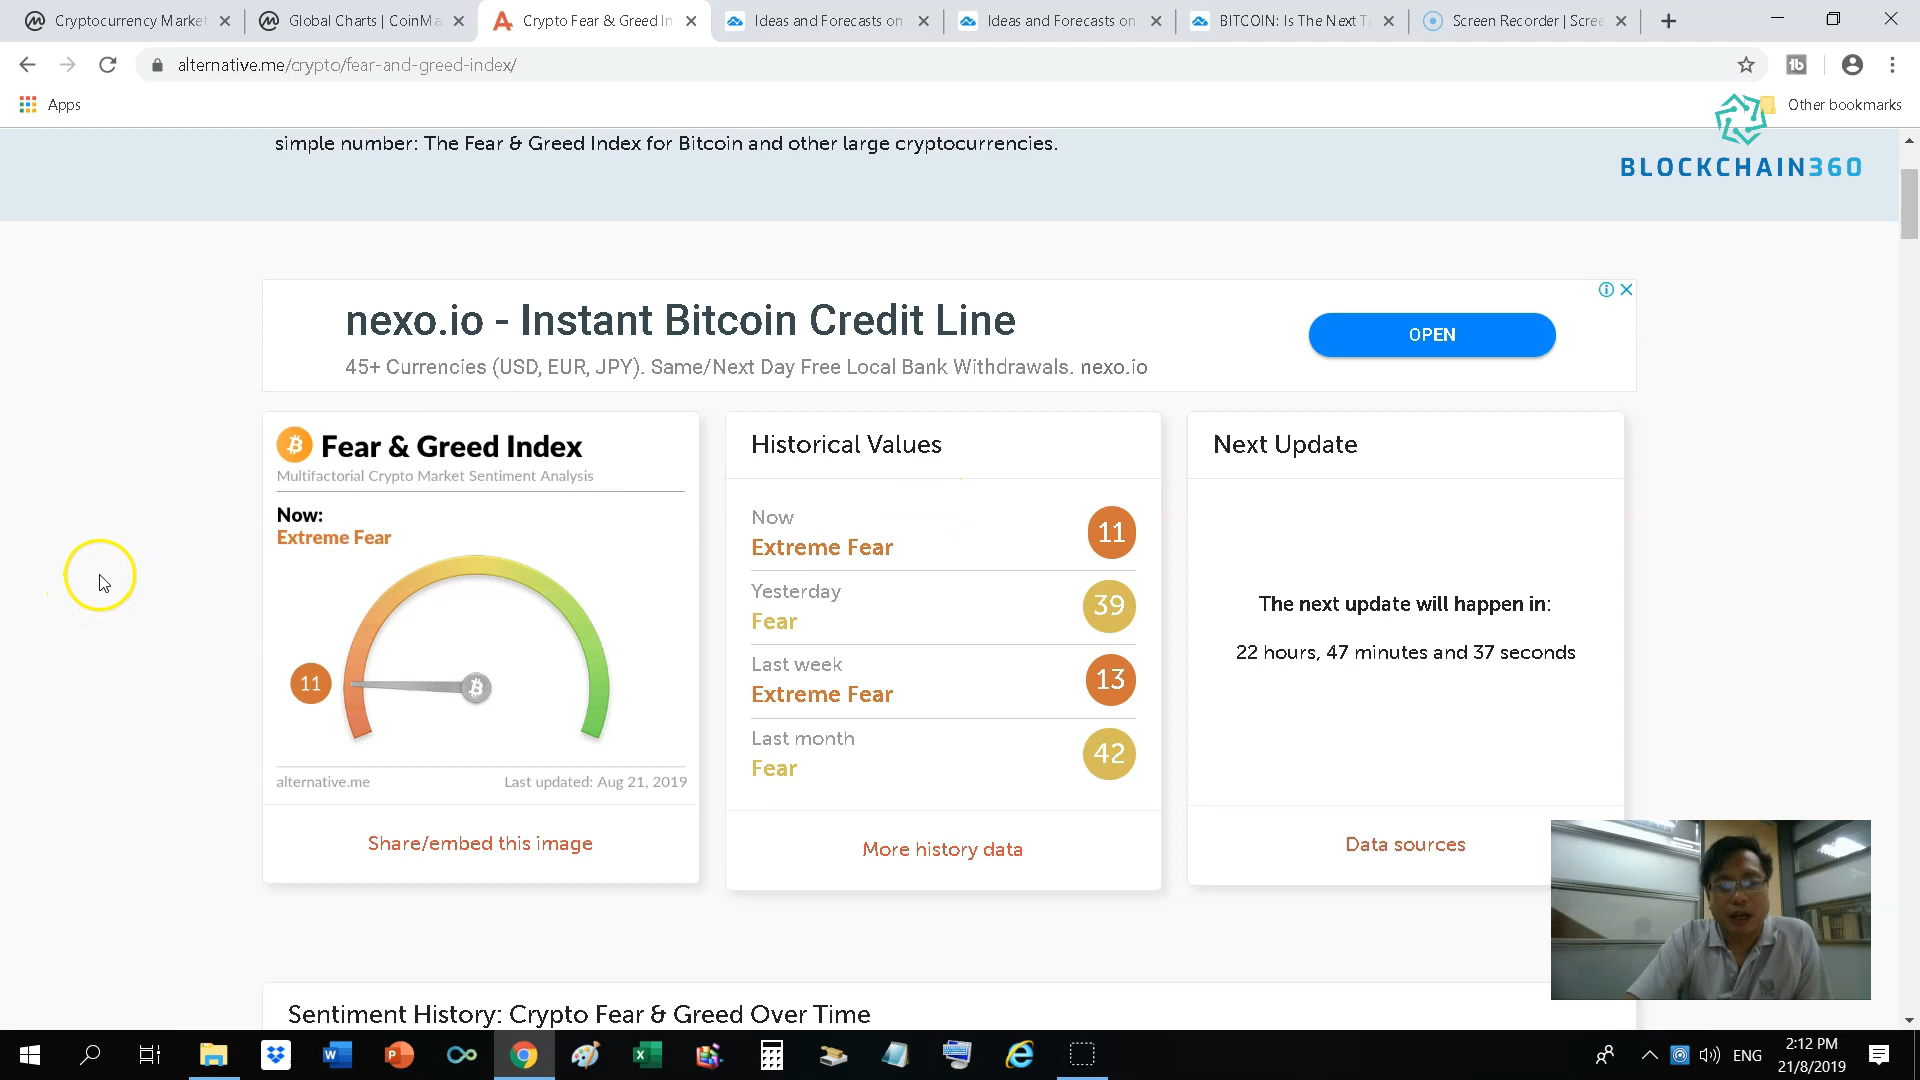 Cryptocurrency Market
Global Charts | CoinMa
Crypto Fear & Greed In
Ideas and Forecasts on
Ideas and Forecasts on
BITCOIN: Is The Next T
Screen Recorder | Scree
alternative.me/crypto/fear-and-greed-index/
Apps
Other bookmarks
simple number: The Fear & Greed Index for Bitcoin and other large cryptocurrencies.
BLOCKCHAIN360
nexo.io - Instant Bitcoin Credit Line
45+ Currencies (USD, EUR, JPY). Same/Next Day Free Local Bank Withdrawals. nexo.io
OPEN
Fear & Greed Index
Multifactorial Crypto Market Sentiment Analysis
Now:
Extreme Fear
11
alternative.me
Last updated: Aug 21, 2019
Share/embed this image
Historical Values
Now
Extreme Fear
11
Yesterday
Fear
39
Last week
Extreme Fear
13
Last month
Fear
42
More history data
Next Update
The next update will happen in:
22 hours, 47 minutes and 37 seconds
Data sources
Sentiment History: Crypto Fear & Greed Over Time
ENG
2:12 PM
21/8/2019